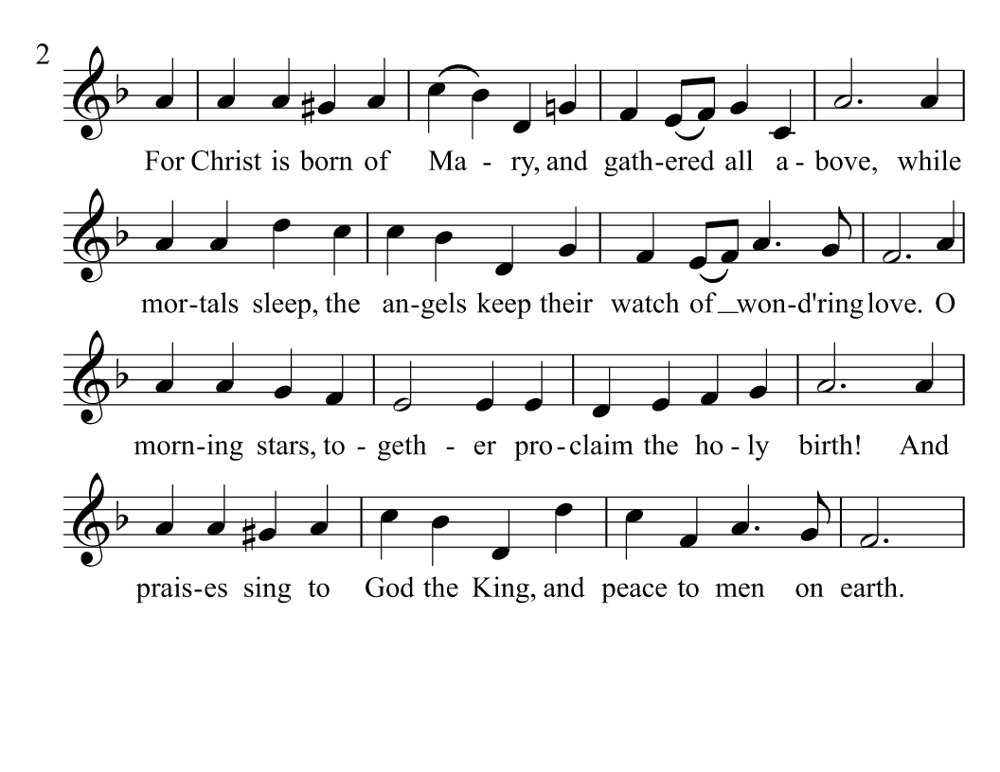 2
For Christ is born of Ma - ry, and gath-ered all a - bove, while
mor-tals sleep, the an-gels keep their watch of _ won-d'ring love. O
morn-ing stars, to - geth - er pro-claim the ho - ly birth! And
prais-es sing to God the King, and peace to men on earth.